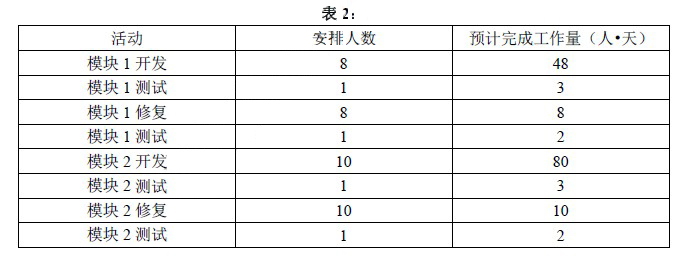 表 2：
活动 安排人数 预计完成工作量（人•天）
模块 1 开发 8 48
模块 1 测试 1 3
模块 1 修复 8 8
模块 1 测试 1 2
模块 2 开发 10 80
模块 2 测试 1 3
模块 2 修复 10 10
模块 2 测试 1 2